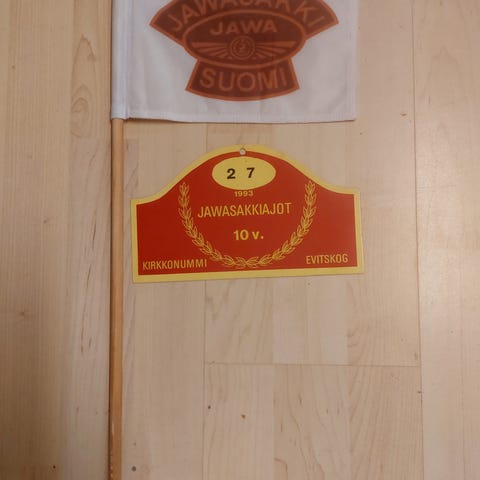 JAWASAKKI
JAWA
SUOMI
2 7
1993
JAWASAKKIAJOT
10 v.
KIRKKONUMMI EVITSKOG